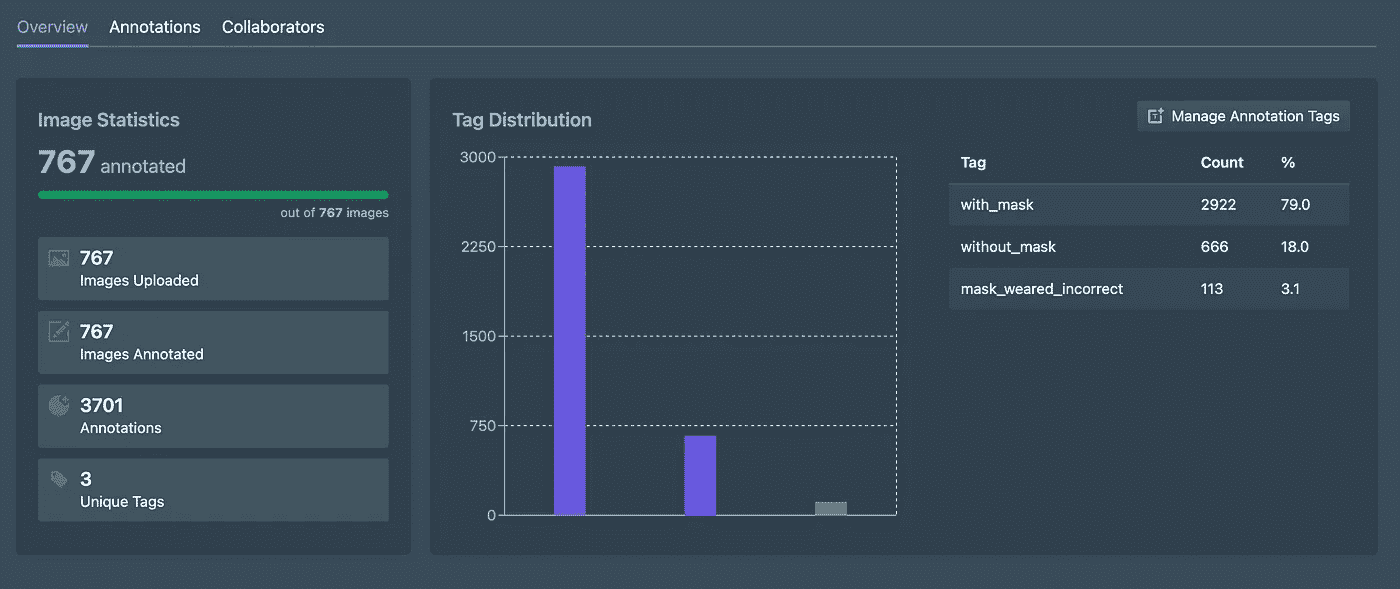 Overview Annotations Collaborators
Image Statistics
767 annotated
out of 767 images
767
Images Uploaded
767
Images Annotated
3701
Annotations
3
Unique Tags
Tag Distribution
Manage Annotation Tags
3000
2250
1500
750
0
Tag Count %
with_mask 2922 79.0
without_mask 666 18.0
mask_weared_incorrect 113 3.1